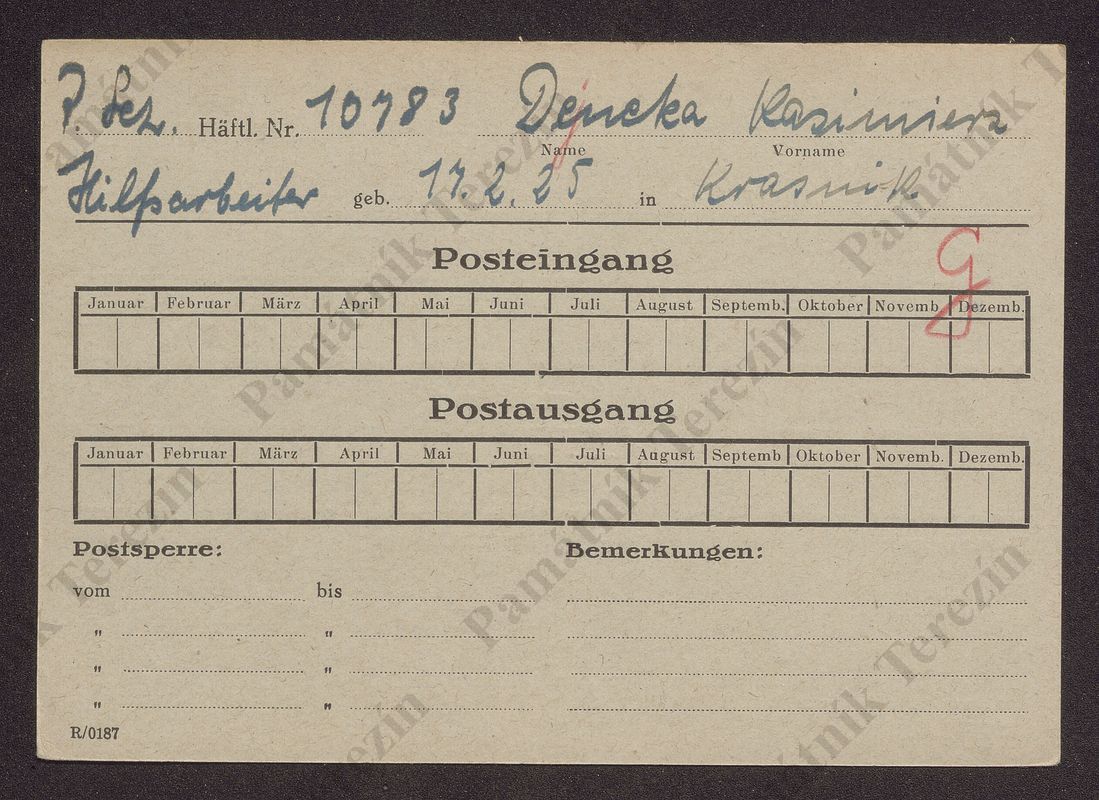 P. Sch. Häftl. Nr. 10783 Dejneka Kasimierz
Name Vorname
Hilfsarbeiter geb. 17.2.25 in Krasnik
Posteingang
Januar Februar März April Mai Juni Juli August Septemb. Oktober Novemb. Dezemb.
Postausgang
Januar Februar März April Mai Juni Juli August Septemb Oktober Novemb. Dezemb.
Postsperre: Bemerkungen:
vom bis
" "
" "
" "
R/0187
Památník Terezín